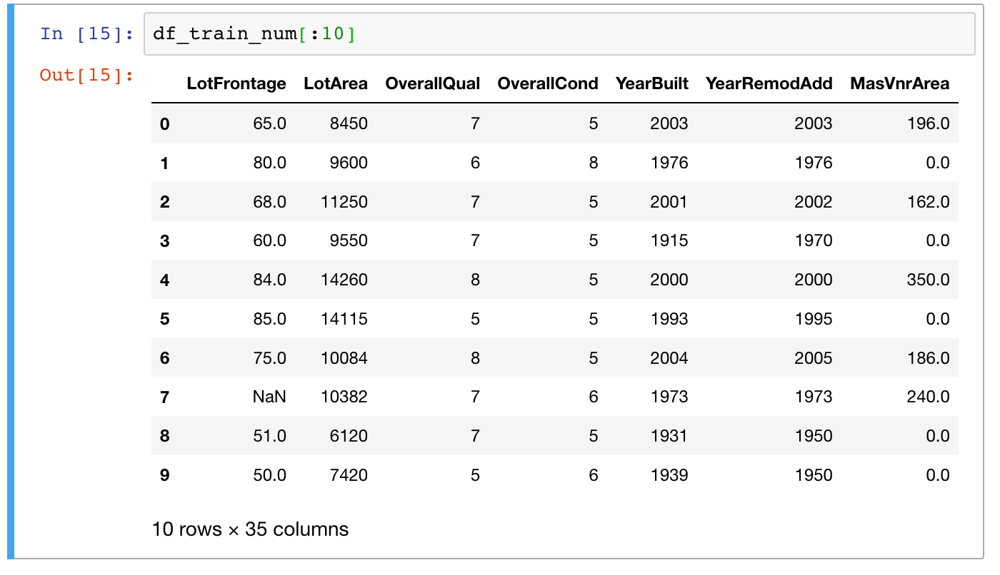 In [15]: df_train_num[:10]
Out[15]:
LotFrontage LotArea OverallQual OverallCond YearBuilt YearRemodAdd MasVnrArea
0 65.0 8450 7 5 2003 2003 196.0
1 80.0 9600 6 8 1976 1976 0.0
2 68.0 11250 7 5 2001 2002 162.0
3 60.0 9550 7 5 1915 1970 0.0
4 84.0 14260 8 5 2000 2000 350.0
5 85.0 14115 5 5 1993 1995 0.0
6 75.0 10084 8 5 2004 2005 186.0
7 NaN 10382 7 6 1973 1973 240.0
8 51.0 6120 7 5 1931 1950 0.0
9 50.0 7420 5 6 1939 1950 0.0
10 rows × 35 columns